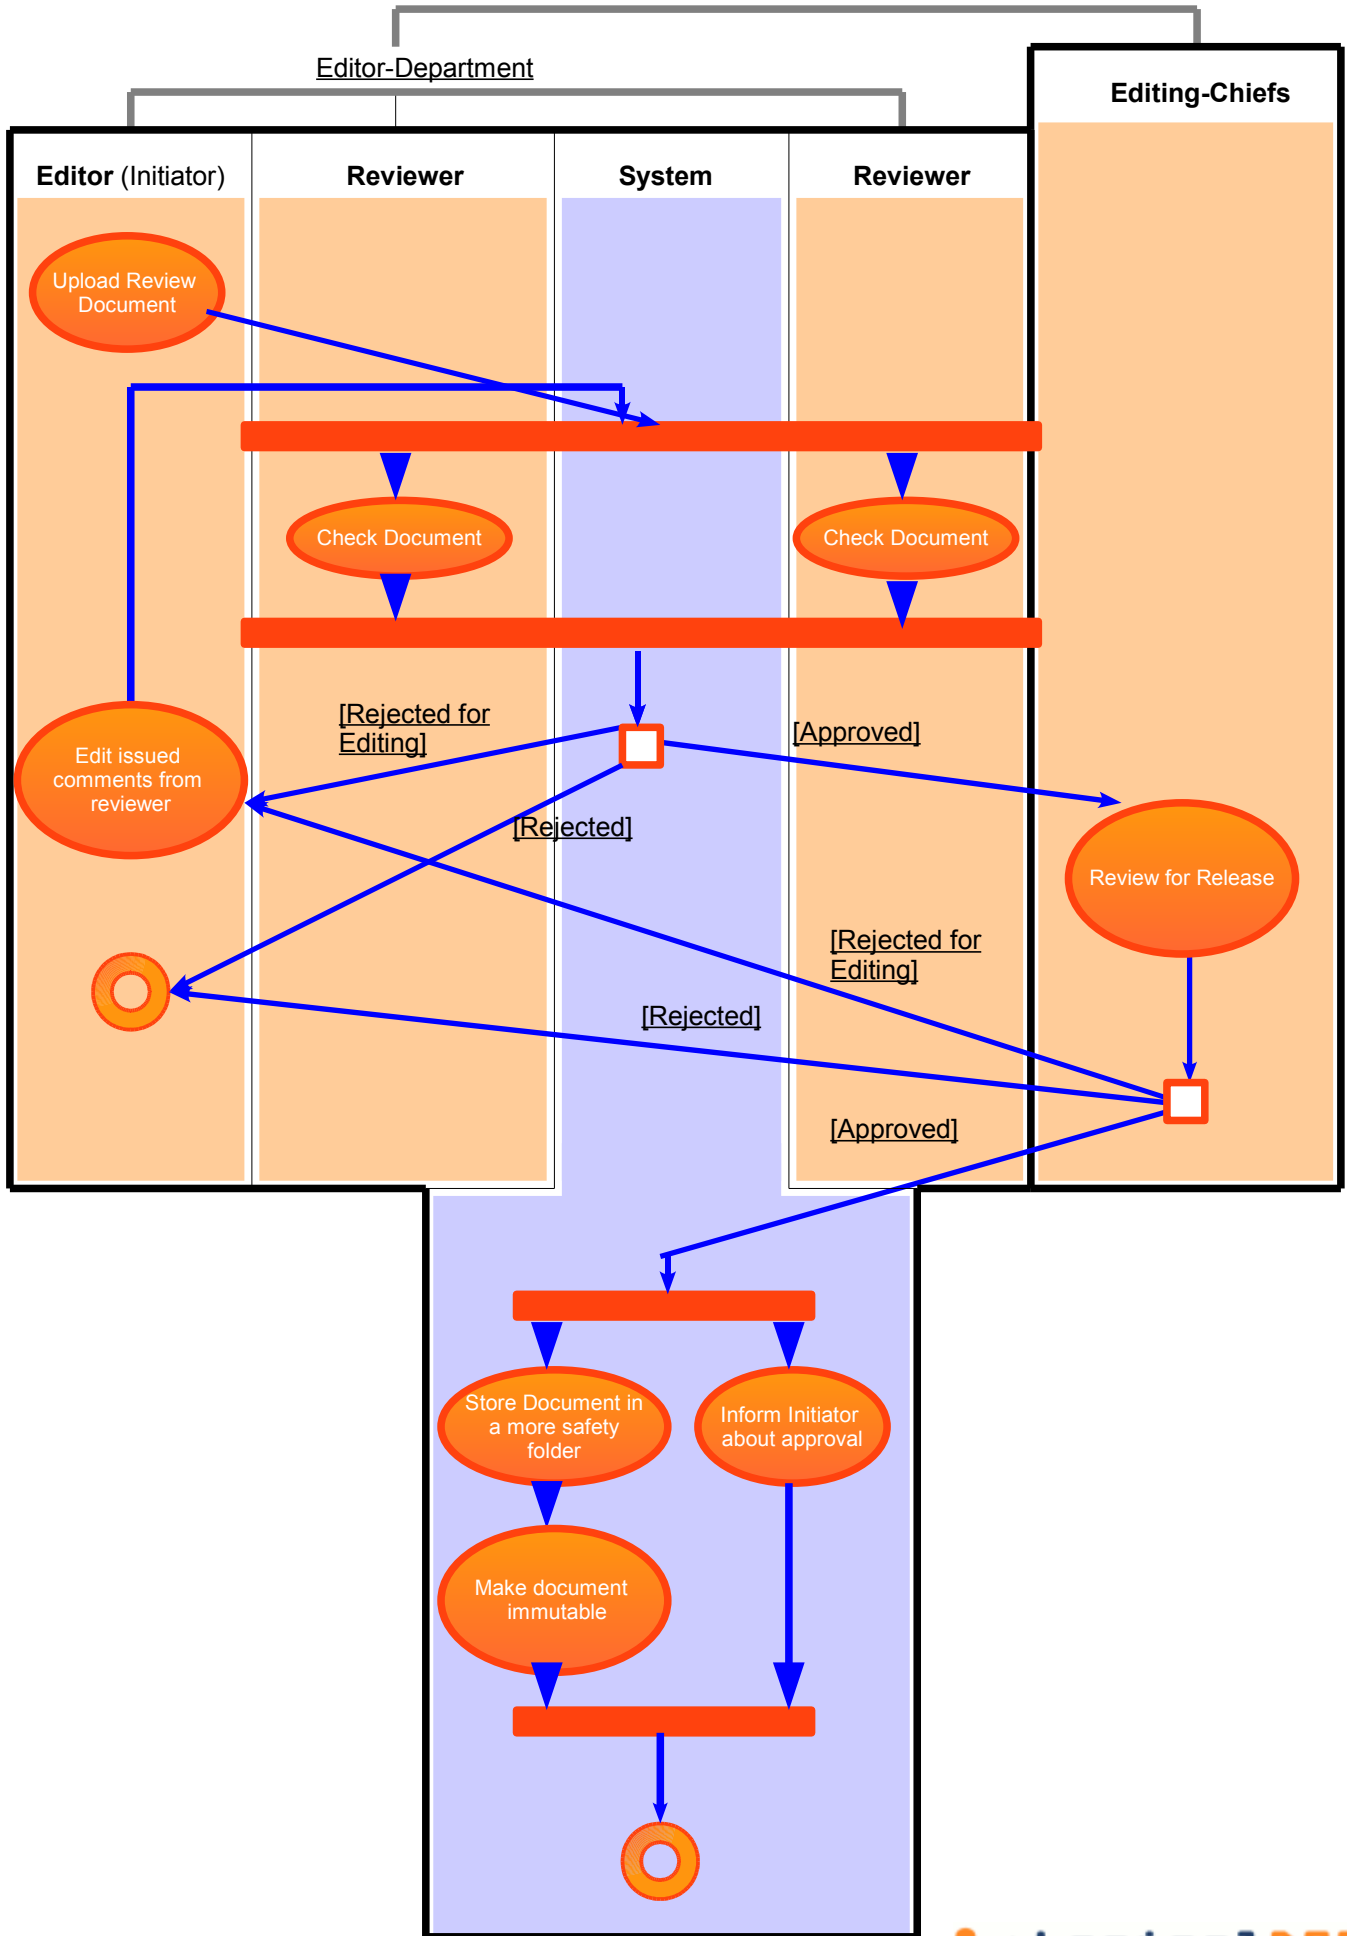 Editor-Department
Editing-Chiefs
Editor (Initiator)
Reviewer
System
Reviewer
Upload Review
Document
Check Document
Check Document
[Rejected for
Editing]
[Approved]
Edit issued
comments from
reviewer
[Rejected]
Review for Release
[Rejected for
Editing]
[Rejected]
[Approved]
Store Document in
a more safety
folder
Inform Initiator
about approval
Make document
immutable